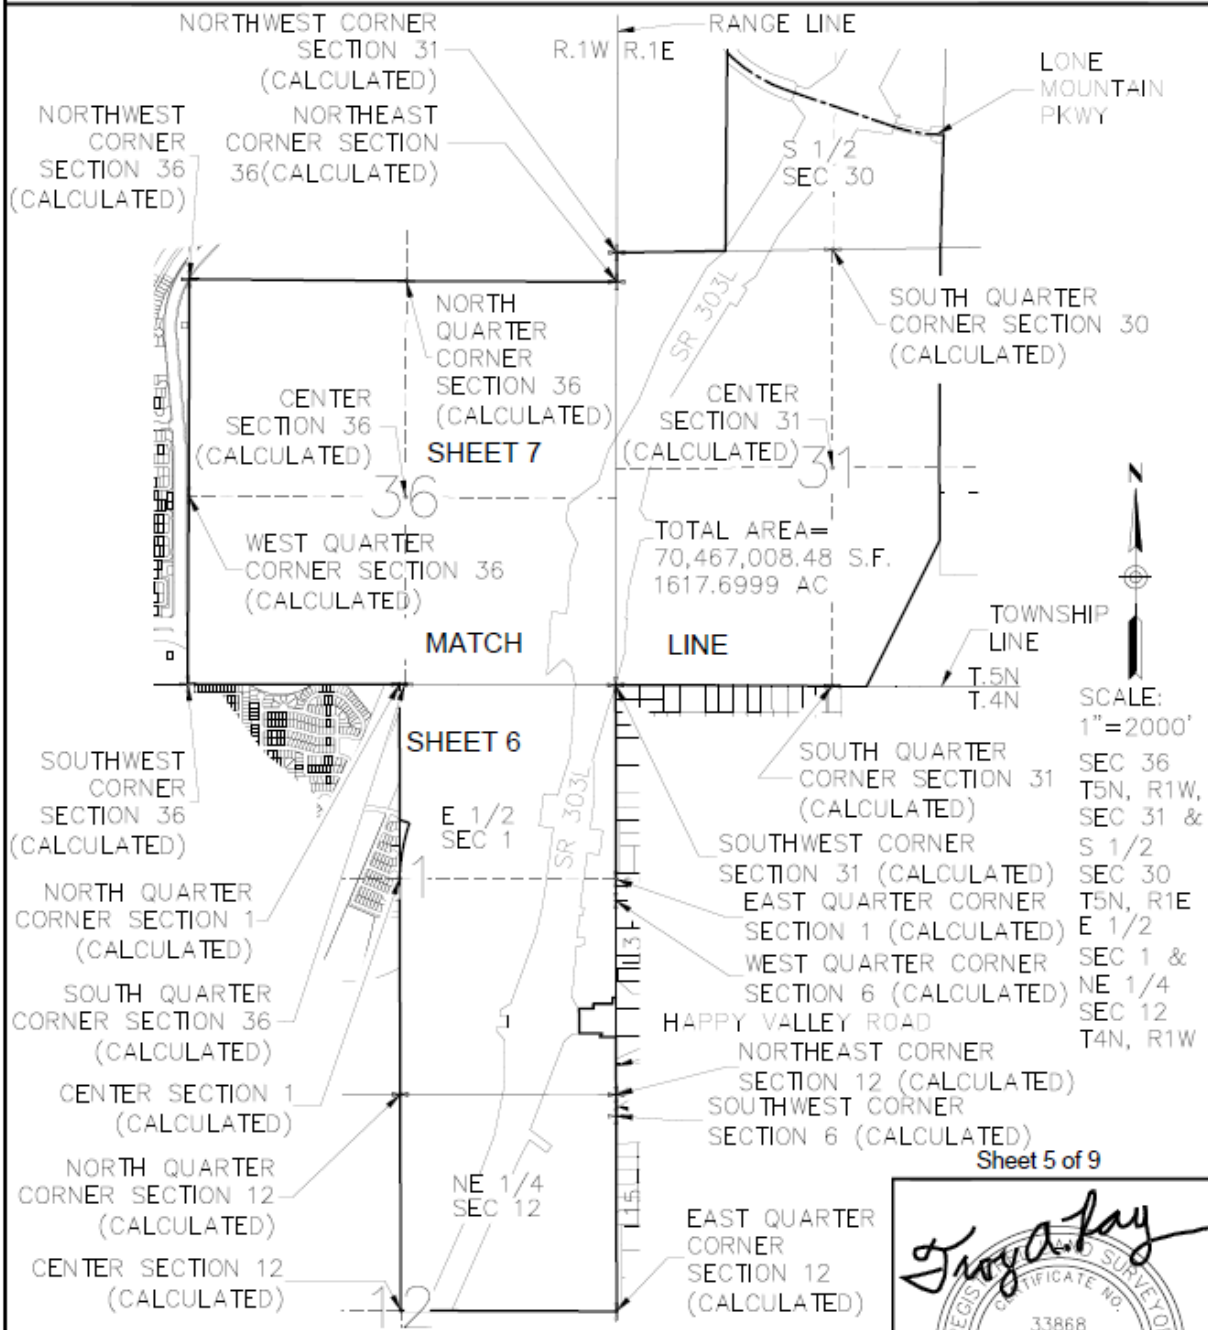 NORTHWEST CORNER
SECTION 31
(CALCULATED)
RANGE LINE
R.1W R.1E
LONE
MOUNTAIN
PKWY
NORTHWEST
CORNER
SECTION 36
(CALCULATED)
NORTHEAST
CORNER SECTION
36(CALCULATED)
S 1/2
SEC 30
SR 303L
NORTH
QUARTER
CORNER
SECTION 36
(CALCULATED)
SOUTH QUARTER
CORNER SECTION 30
(CALCULATED)
CENTER
SECTION 36
(CALCULATED)
CENTER
SECTION 31
(CALCULATED)
SHEET 7
36
31
WEST QUARTER
CORNER SECTION 36
(CALCULATED)
TOTAL AREA=
70,467,008.48 S.F.
1617.6999 AC
N
MATCH LINE
TOWNSHIP
LINE
T.5N
T.4N
SCALE:
1"=2000'
SEC 36
T5N, R1W,
SEC 31 &
S 1/2
SEC 30
T5N, R1E
E 1/2
SEC 1 &
NE 1/4
SEC 12
T4N, R1W
SHEET 6
SOUTHWEST
CORNER
SECTION 36
(CALCULATED)
SOUTH QUARTER
CORNER SECTION 31
(CALCULATED)
E 1/2
SEC 1
SR 303L
1
SOUTHWEST CORNER
SECTION 31 (CALCULATED)
NORTH QUARTER
CORNER SECTION 1
(CALCULATED)
EAST QUARTER CORNER
SECTION 1 (CALCULATED)
WEST QUARTER CORNER
SECTION 6 (CALCULATED)
SOUTH QUARTER
CORNER SECTION 36
(CALCULATED)
HAPPY VALLEY ROAD
NORTHEAST CORNER
SECTION 12 (CALCULATED)
CENTER SECTION 1
(CALCULATED)
SOUTHWEST CORNER
SECTION 6 (CALCULATED)
NORTH QUARTER
CORNER SECTION 12
(CALCULATED)
NE 1/4
SEC 12
EAST QUARTER
CORNER
SECTION 12
(CALCULATED)
CENTER SECTION 12
(CALCULATED)
12
Sheet 5 of 9
Troy A. Ray
LAND SURVEYOR
CERTIFICATE NO.
33868